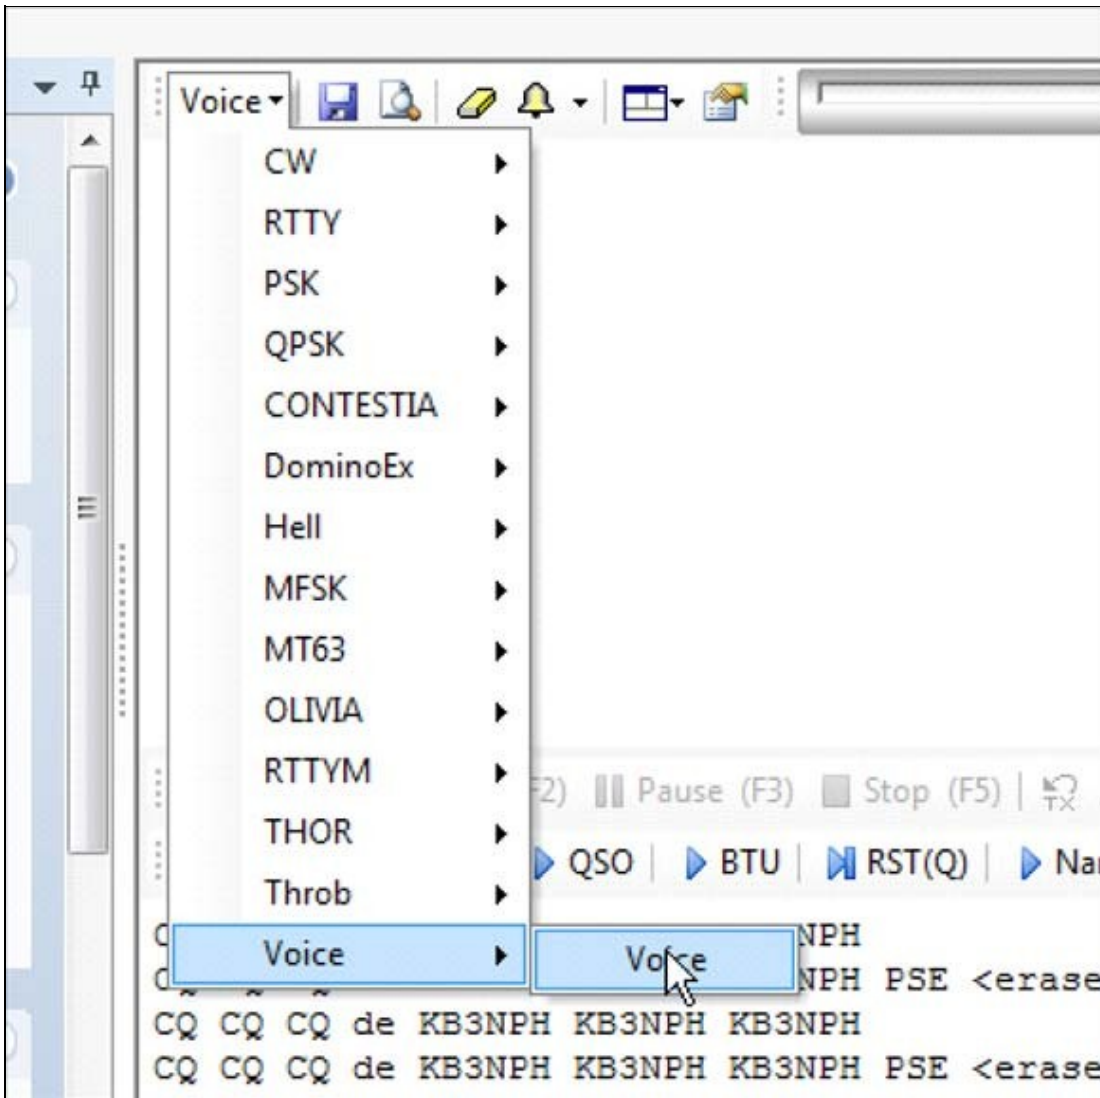 Voice
CW
RTTY
PSK
QPSK
CONTESTIA
DominoEx
Hell
MFSK
MT63
OLIVIA
RTTYM
THOR
Throb
Voice
Voice
Pause (F3) Stop (F5) TX
QSO BTU RST(Q)
NPH
NPH PSE <erase
CQ CQ CQ de KB3NPH KB3NPH KB3NPH
CQ CQ CQ de KB3NPH KB3NPH KB3NPH PSE <erase